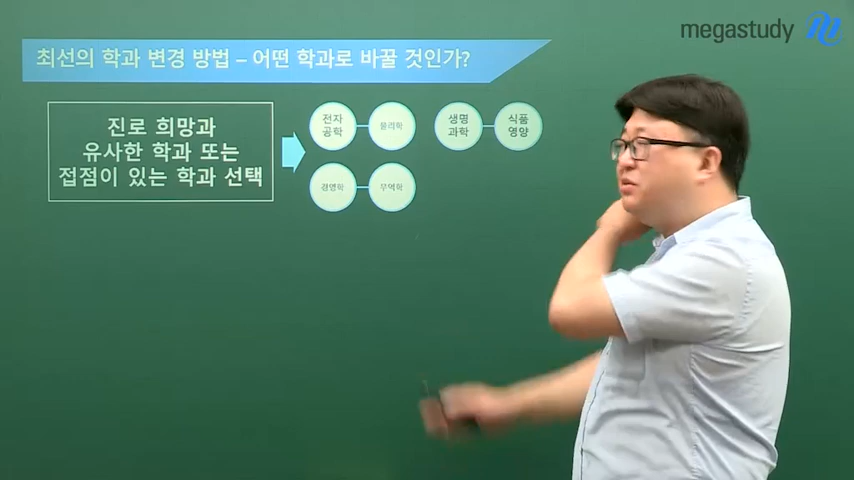 megastudy
최선의 학과 변경 방법 – 어떤 학과로 바꿀 것인가?
진로 희망과
유사한 학과 또는
접점이 있는 학과 선택
전자
공학
물리학
생명
과학
식품
영양
경영학
무역학